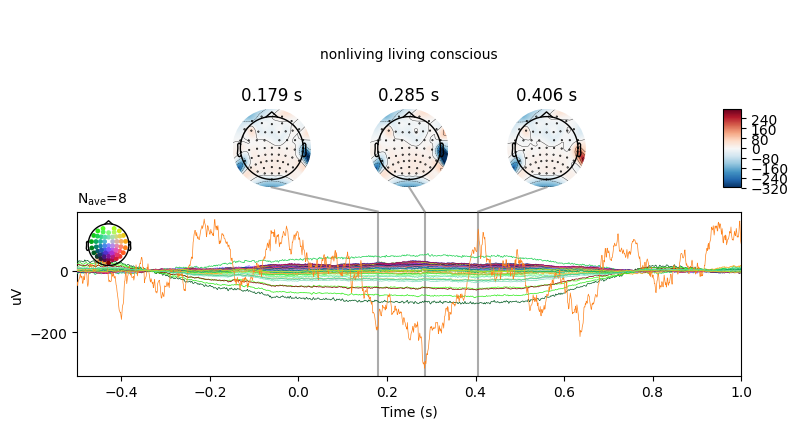 nonliving living conscious
0.179 s 0.285 s 0.406 s
240
160
80
0
−80
−160
−240
−320
Nave=8
0
−200
uV
−0.4 −0.2 0.0 0.2 0.4 0.6 0.8 1.0
Time (s)